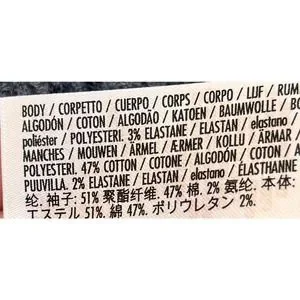 BODY / CORPETTO / CUERPO / CORPS / CORPO / LIJF / RUM
ALGODÓN / COTON / ALGODÃO / KATOEN / BAUMWOLLE / BO
poliéster / POLYESTERI. 3% ELASTANE / ELASTAN / elastano /
MANCHES / MOUWEN / ÄRMEL / ÆRMER / KOLLU / ÄRMAR /
POLYESTERI. 47% COTTON / COTONE / ALGODÓN / COTON / A
PUUVILLA. 2% ELASTANE / ELASTAN / elastano / ELASTHANNE
纶. 袖子: 51% 聚酯纤维. 47% 棉. 2% 氨纶. 本体:
エステル 51%. 綿 47%. ポリウレタン 2%.